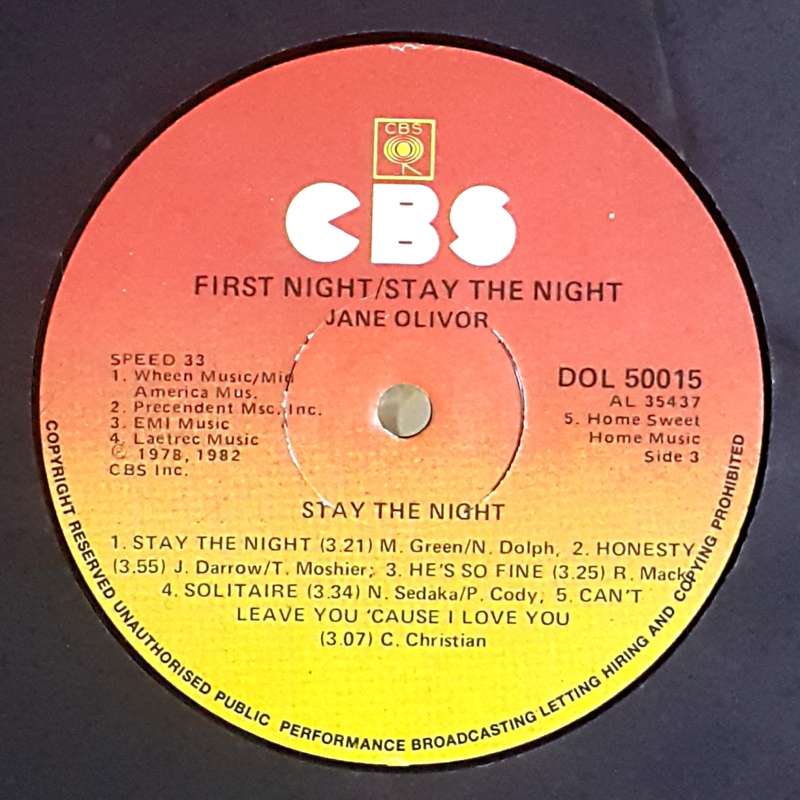 CBS
CBS
FIRST NIGHT/STAY THE NIGHT
JANE OLIVOR
SPEED 33
1. Wheen Music/Mid
America Mus.
2. Precendent Msc, Inc.
3. EMI Music
4. Laetrec Music
© 1978, 1982
CBS Inc.
DOL 50015
AL 35437
5. Home Sweet
Home Music
Side 3
STAY THE NIGHT
1. STAY THE NIGHT (3.21) M. Green/N. Dolph, 2. HONESTY
(3.55) J. Darrow/T. Moshier; 3. HE'S SO FINE (3.25) R. Mack,
4. SOLITAIRE (3.34) N. Sedaka/P. Cody, 5. CAN'T
LEAVE YOU 'CAUSE I LOVE YOU
(3.07) C. Christian
COPYRIGHT RESERVED UNAUTHORISED PUBLIC PERFORMANCE BROADCASTING LETTING HIRING AND COPYING PROHIBITED